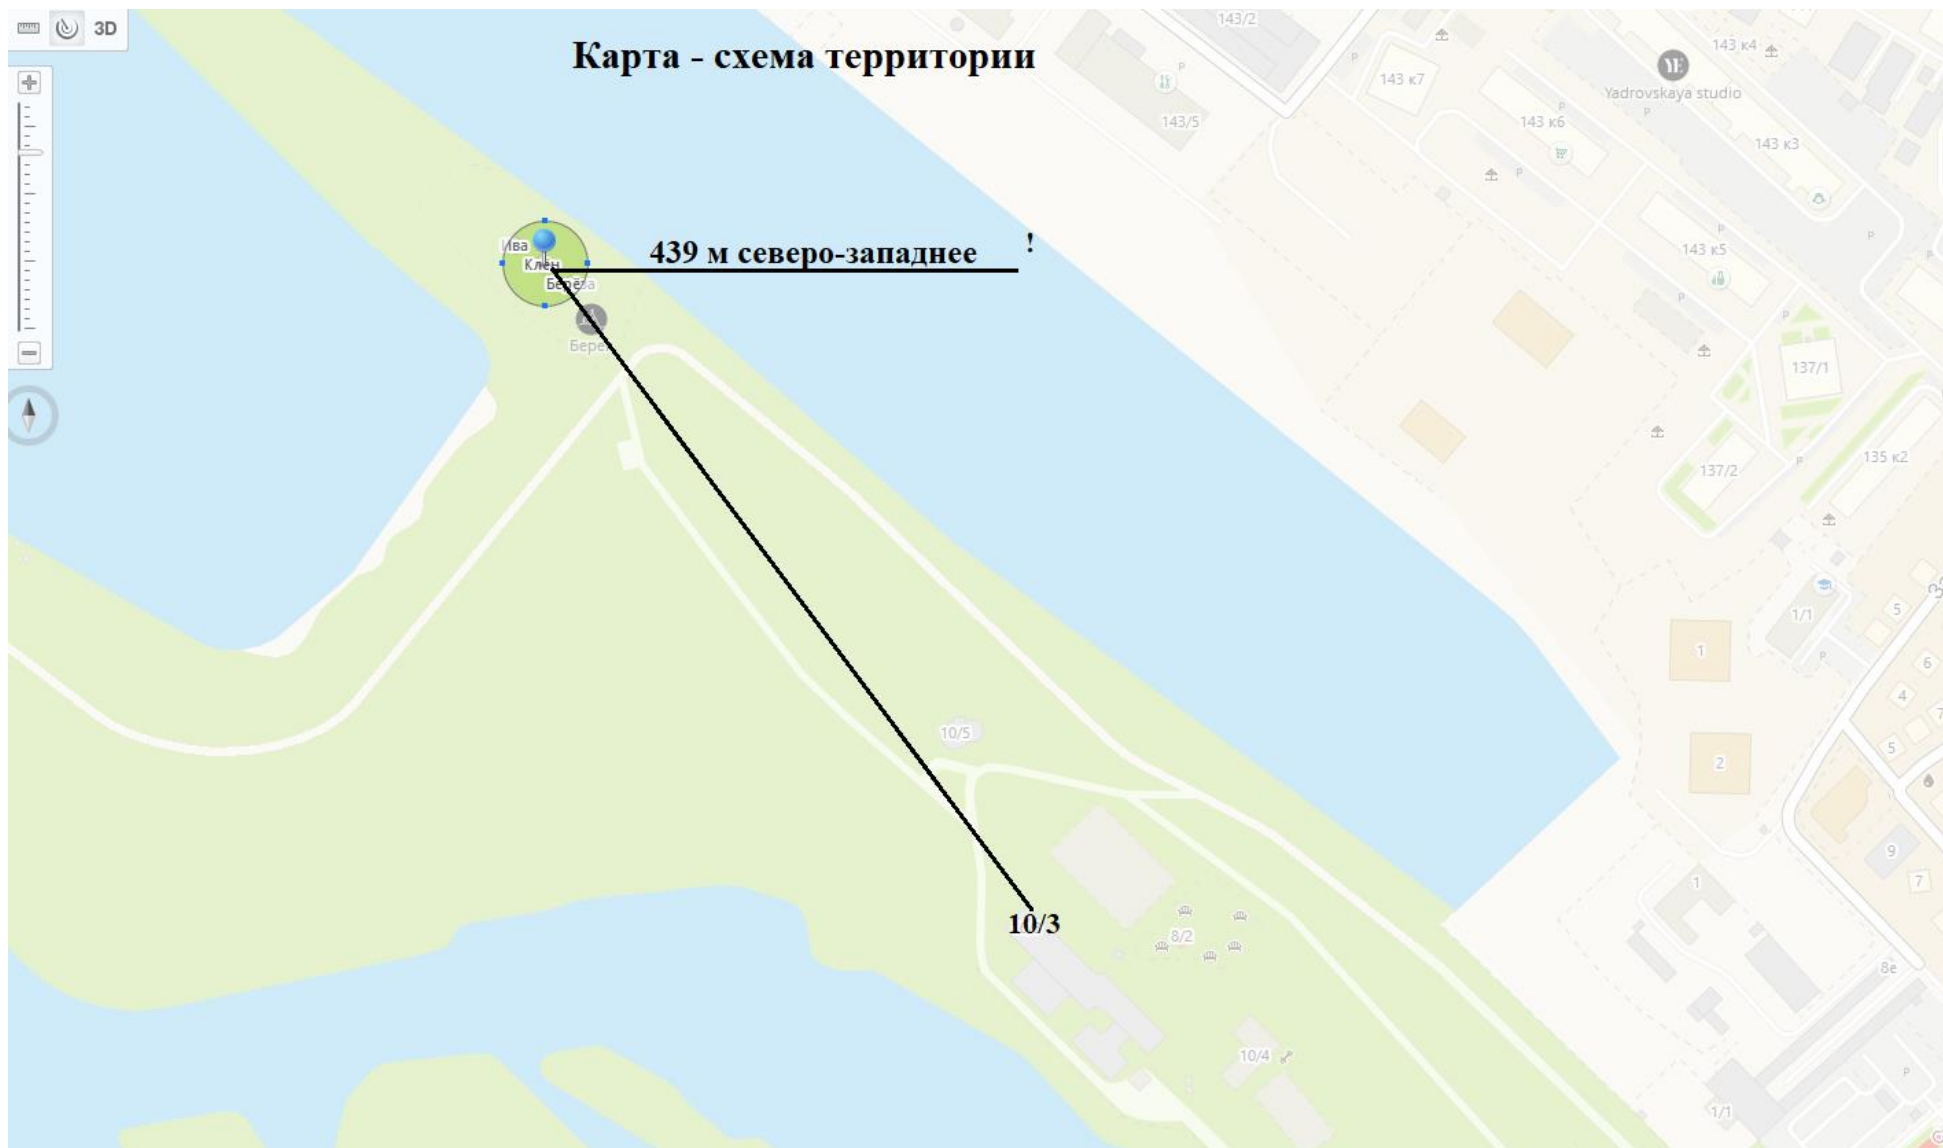 3D
Карта - схема территории
143/2
143 к4
143 к7
Yadrovskaya studio
143/5
143 к6
143 к3
Ива
439 м северо-западнее
!
143 к5
Клён
Берёза
Бере
137/1
137/2
135 к2
1/1
5
1
6
4
7
10/5
5
2
9
1
7
10/3
8/2
8е
10/4
1/1
P
P
P
P
P
P
P
P
P
P
P
P
P
P